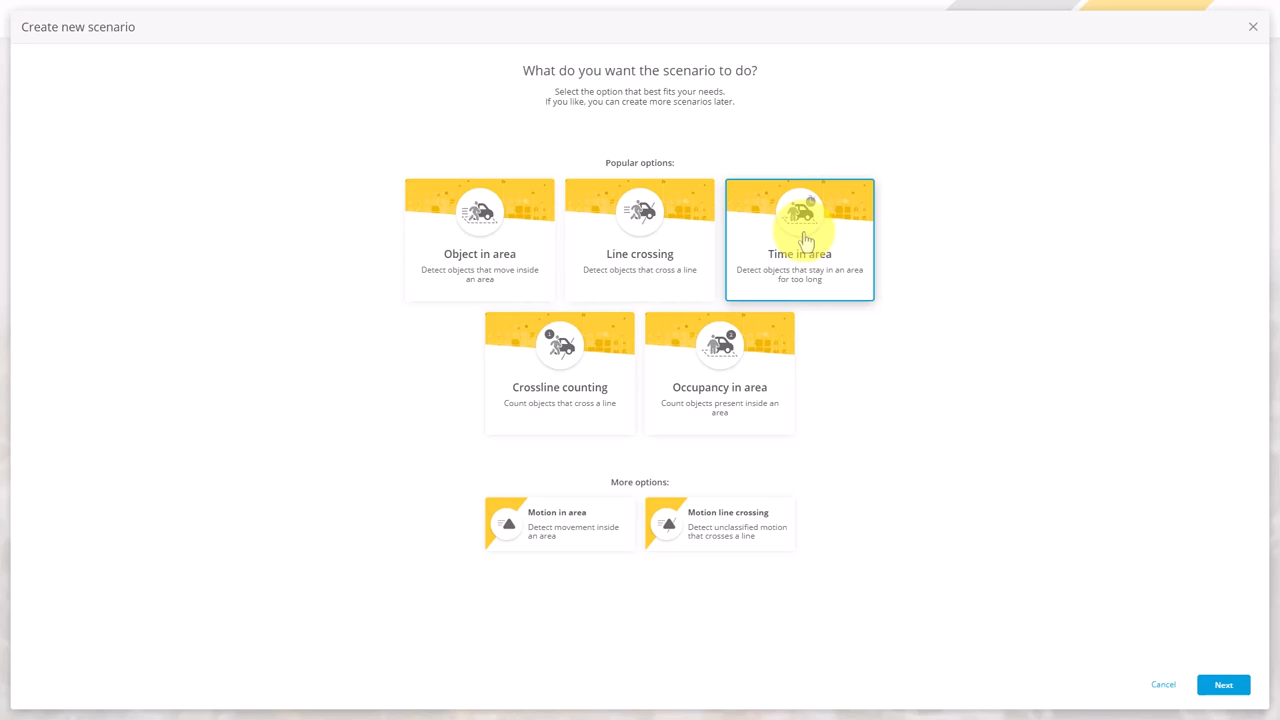 Create new scenario
What do you want the scenario to do?
Select the option that best fits your needs.
If you like, you can create more scenarios later.
Popular options:
Object in area
Detect objects that move inside
an area
Line crossing
Detect objects that cross a line
Time in area
Detect objects that stay in an area
for too long
1
Crossline counting
Count objects that cross a line
Occupancy in area
Count objects present inside an
area
More options:
Motion in area
Detect movement inside
an area
Motion line crossing
Detect unclassified motion
that crosses a line
Cancel
Next